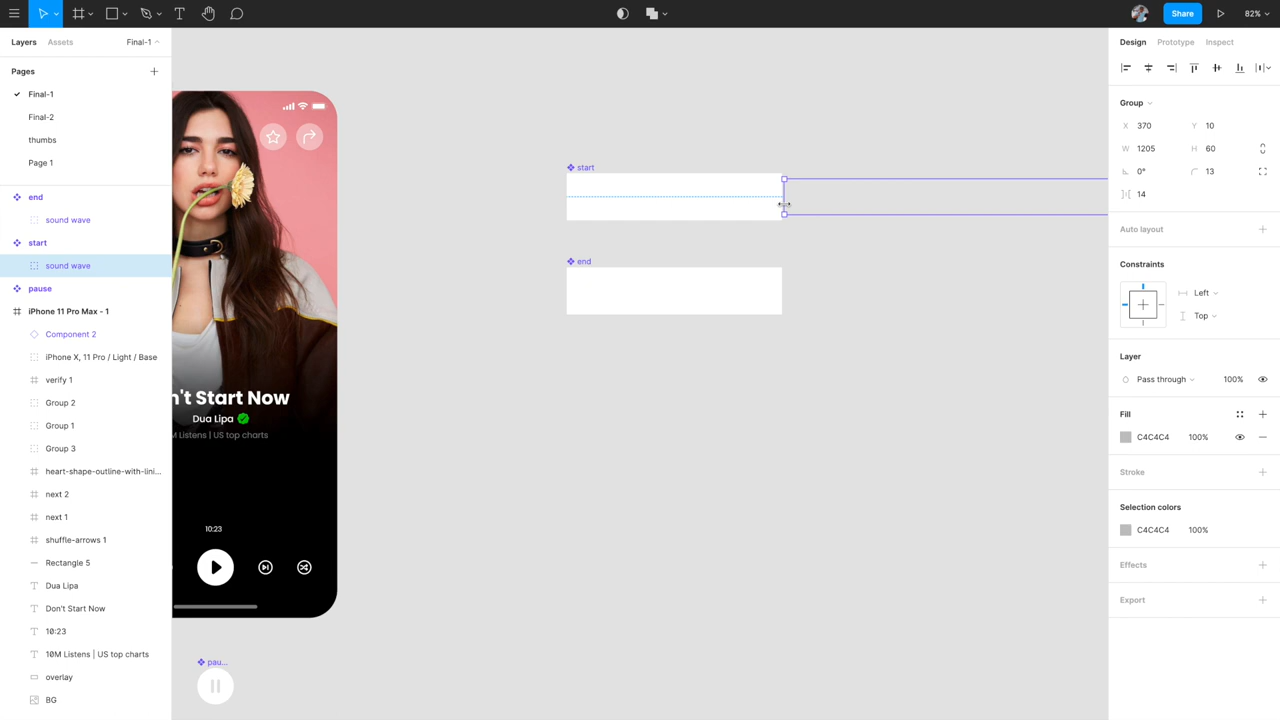 Share
82%
Layers
Assets
Final-1
Pages
Final-1
Final-2
thumbs
Page 1
end
sound wave
start
sound wave
pause
iPhone 11 Pro Max - 1
Component 2
iPhone X, 11 Pro / Light / Base
verify 1
Group 2
Group 1
Group 3
heart-shape-outline-with-lini...
next 2
next 1
shuffle-arrows 1
Rectangle 5
Dua Lipa
Don't Start Now
10:23
10M Listens | US top charts
overlay
BG
n't Start Now
Dua Lipa
M Listens | US top charts
10:23
pau...
start
end
Design
Prototype
Inspect
Group
X 370
Y 10
W 1205
H 60
0°
13
14
Auto layout
Constraints
Left
Top
Layer
Pass through
100%
Fill
C4C4C4 100%
Stroke
Selection colors
C4C4C4 100%
Effects
Export